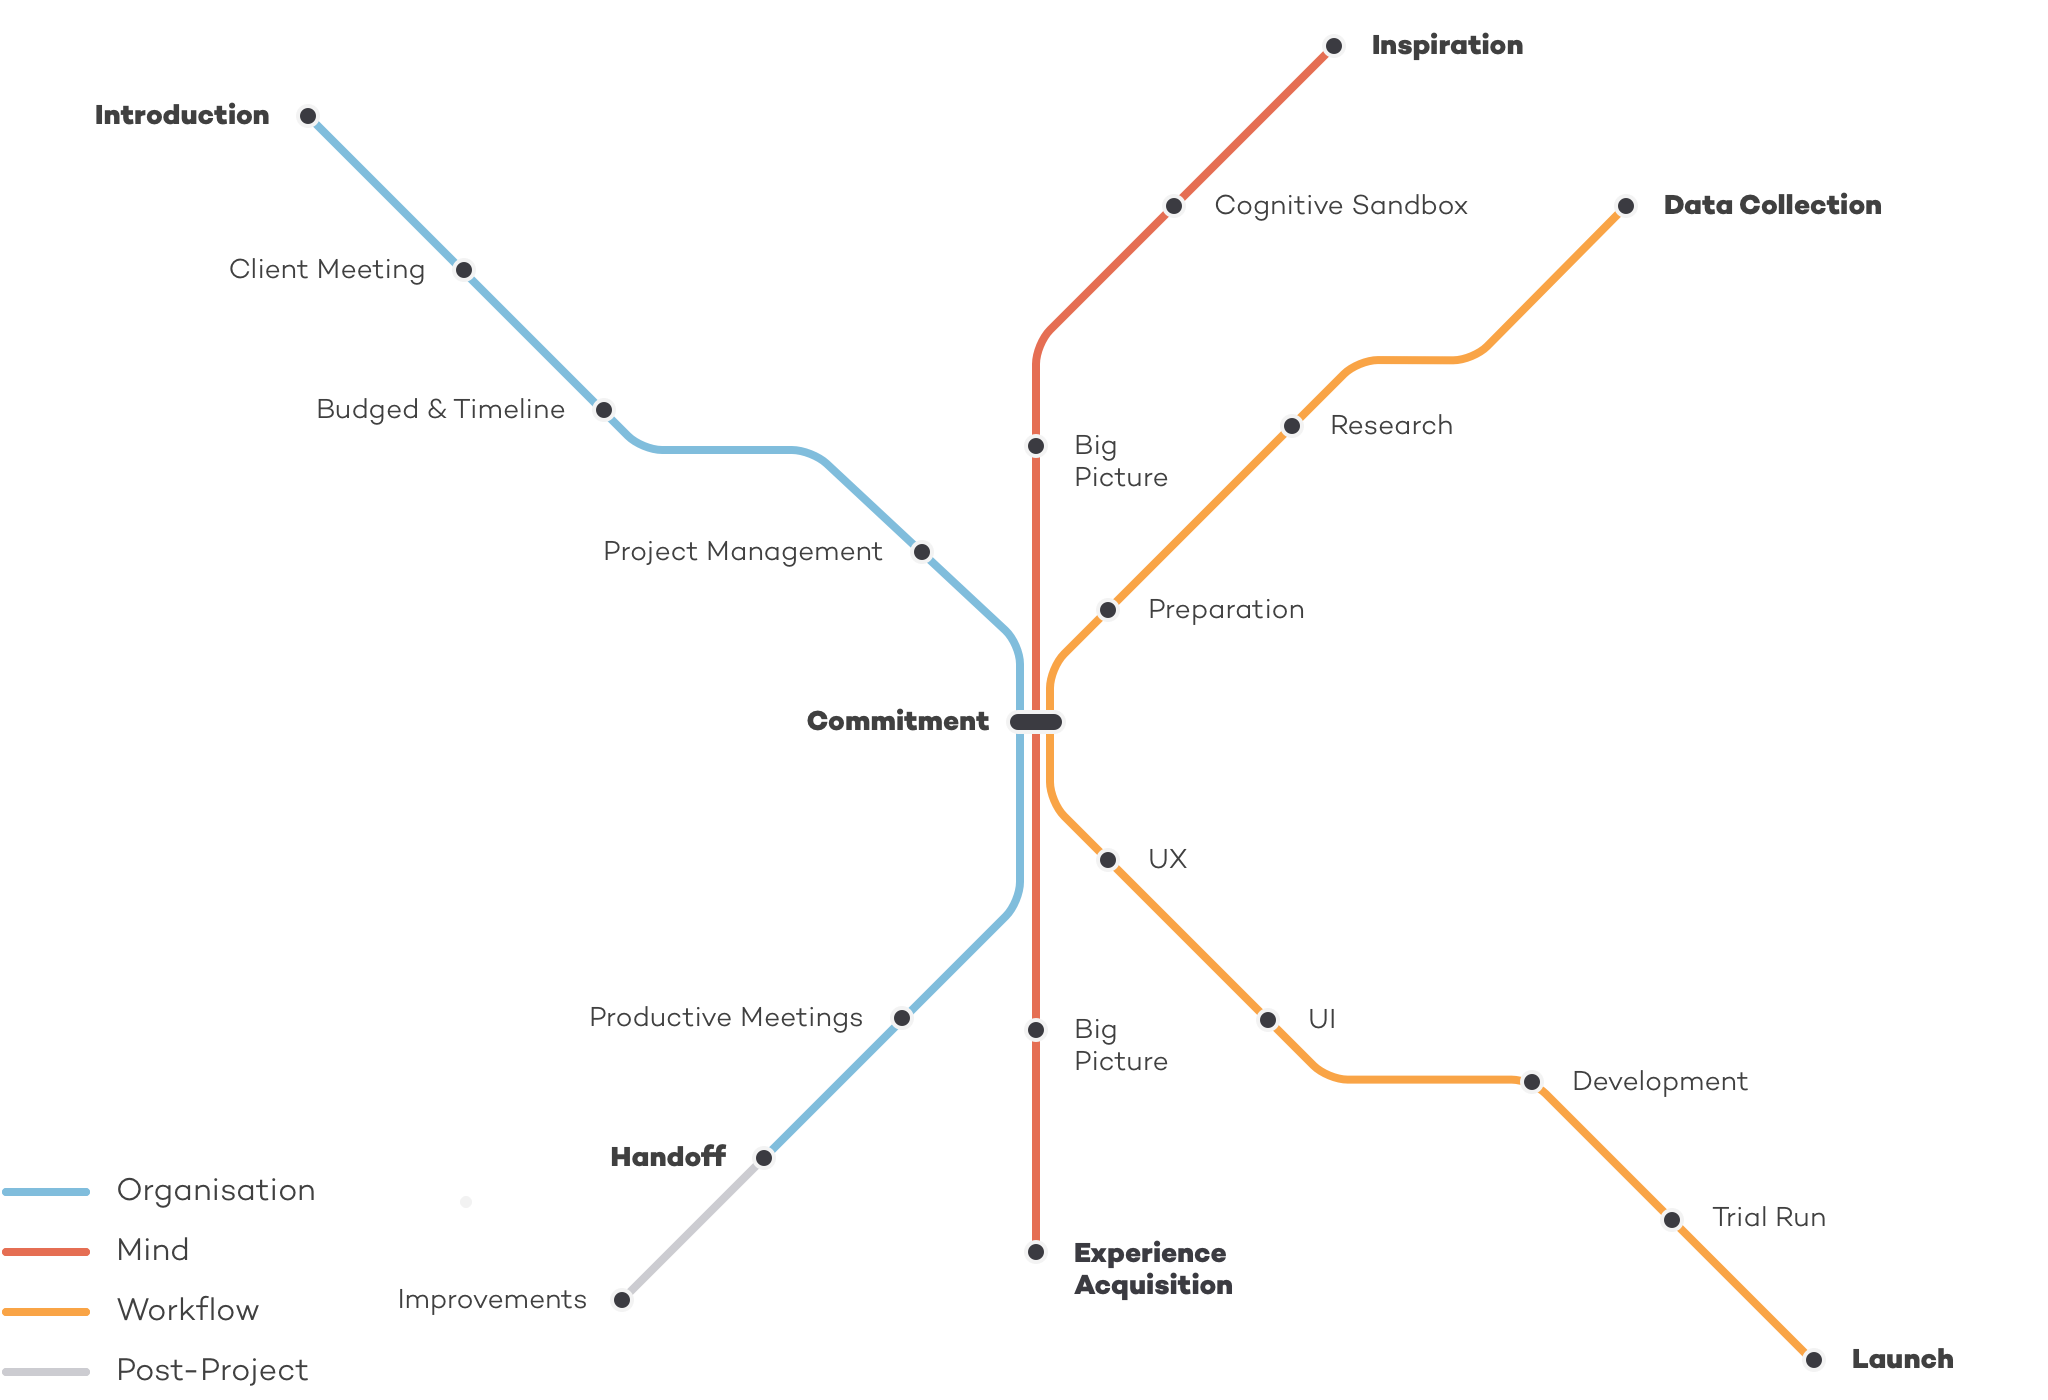 Inspiration
Introduction
Cognitive Sandbox
Data Collection
Client Meeting
Budged & Timeline
Research
Big
Picture
Project Management
Preparation
Commitment
UX
Productive Meetings
UI
Big
Picture
Development
Handoff
Organisation
Trial Run
Mind
Experience
Acquisition
Improvements
Workflow
Launch
Post-Project